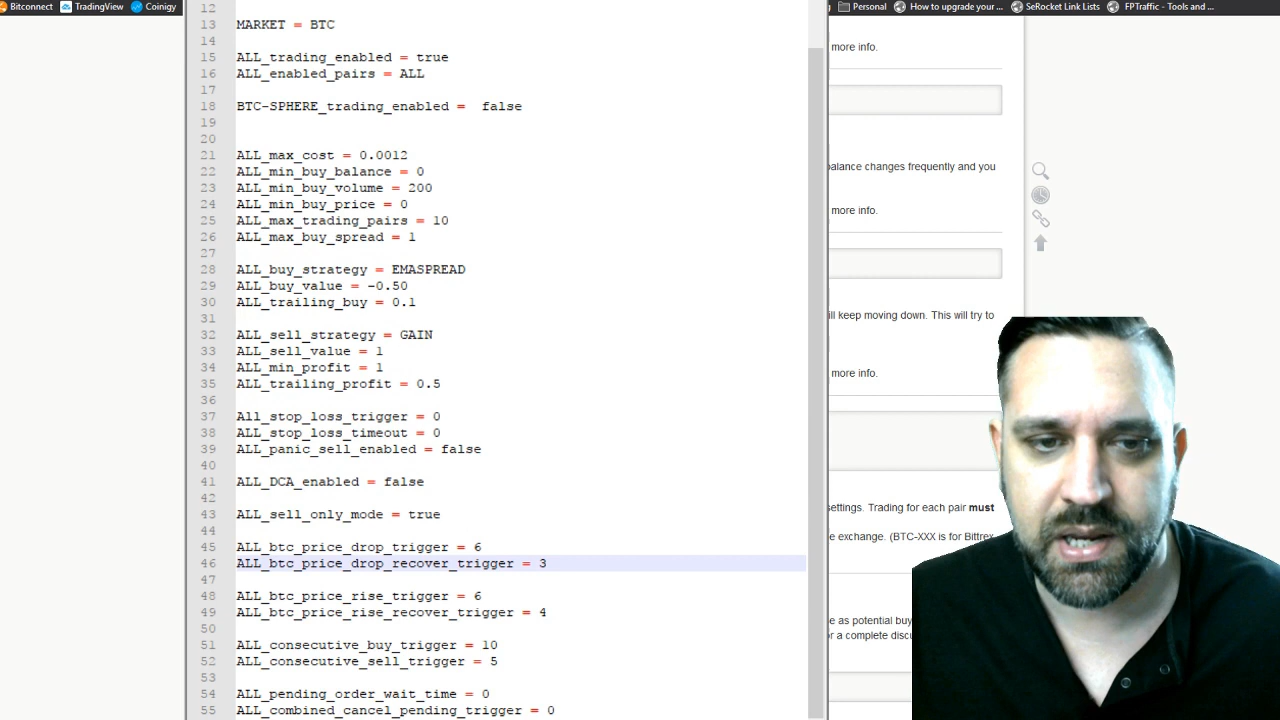 Bitconnect TradingView Coinigy
Personal How to upgrade your ... SeRocket Link Lists FPTraffic - Tools and ...
12
13 MARKET = BTC
14
15 ALL_trading_enabled = true
16 ALL_enabled_pairs = ALL
17
18 BTC-SPHERE_trading_enabled =  false
19
20
21 ALL_max_cost = 0.0012
22 ALL_min_buy_balance = 0
23 ALL_min_buy_volume = 200
24 ALL_min_buy_price = 0
25 ALL_max_trading_pairs = 10
26 ALL_max_buy_spread = 1
27
28 ALL_buy_strategy = EMASPREAD
29 ALL_buy_value = -0.50
30 ALL_trailing_buy = 0.1
31
32 ALL_sell_strategy = GAIN
33 ALL_sell_value = 1
34 ALL_min_profit = 1
35 ALL_trailing_profit = 0.5
36
37 All_stop_loss_trigger = 0
38 ALL_stop_loss_timeout = 0
39 ALL_panic_sell_enabled = false
40
41 ALL_DCA_enabled = false
42
43 ALL_sell_only_mode = true
44
45 ALL_btc_price_drop_trigger = 6
46 ALL_btc_price_drop_recover_trigger = 3
47
48 ALL_btc_price_rise_trigger = 6
49 ALL_btc_price_rise_recover_trigger = 4
50
51 ALL_consecutive_buy_trigger = 10
52 ALL_consecutive_sell_trigger = 5
53
54 ALL_pending_order_wait_time = 0
55 ALL_combined_cancel_pending_trigger = 0
more info.
balance changes frequently and you
more info.
ill keep moving down. This will try to
more info.
settings. Trading for each pair must
e exchange. (BTC-XXX is for Bittrex
se as potential buy
or a complete discu